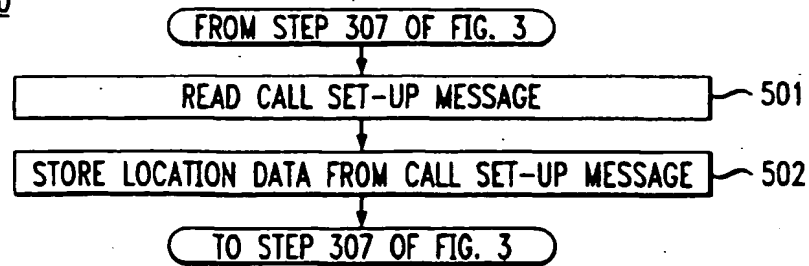 FROM STEP 307 OF FIG. 3
READ CALL SET-UP MESSAGE
501
STORE LOCATION DATA FROM CALL SET-UP MESSAGE
502
TO STEP 307 OF FIG. 3